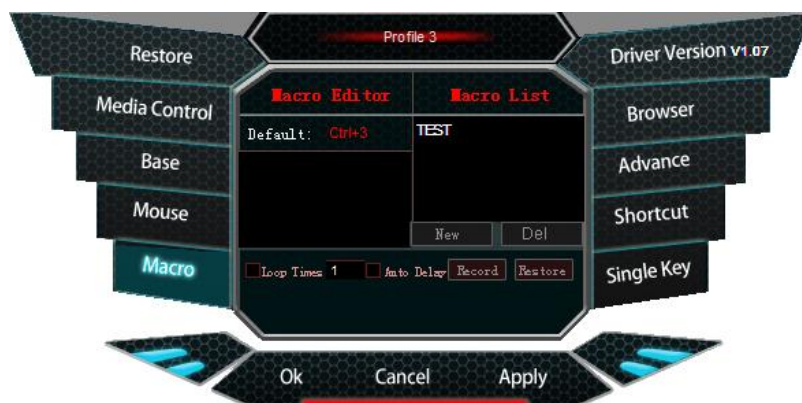 Profile 3
Restore
Driver Version V1.07
Media Control
Macro Editor
Macro List
Browser
Default: Ctrl+3
TEST
Base
Advance
Mouse
Shortcut
New
Del
Macro
Loop Times 1
Auto Delay
Record
Restore
Single Key
Ok
Cancel
Apply